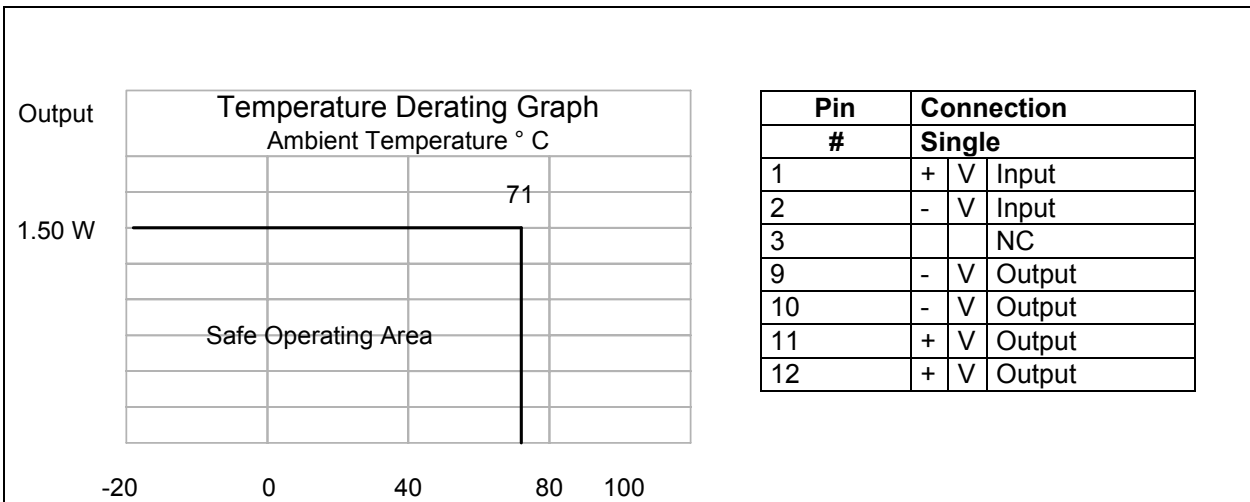 Output
Temperature Derating Graph
Ambient Temperature ° C
71
1.50 W
Safe Operating Area
-20 0 40 80 100
Pin Connection
# Single
1 + V Input
2 - V Input
3 NC
9 - V Output
10 - V Output
11 + V Output
12 + V Output